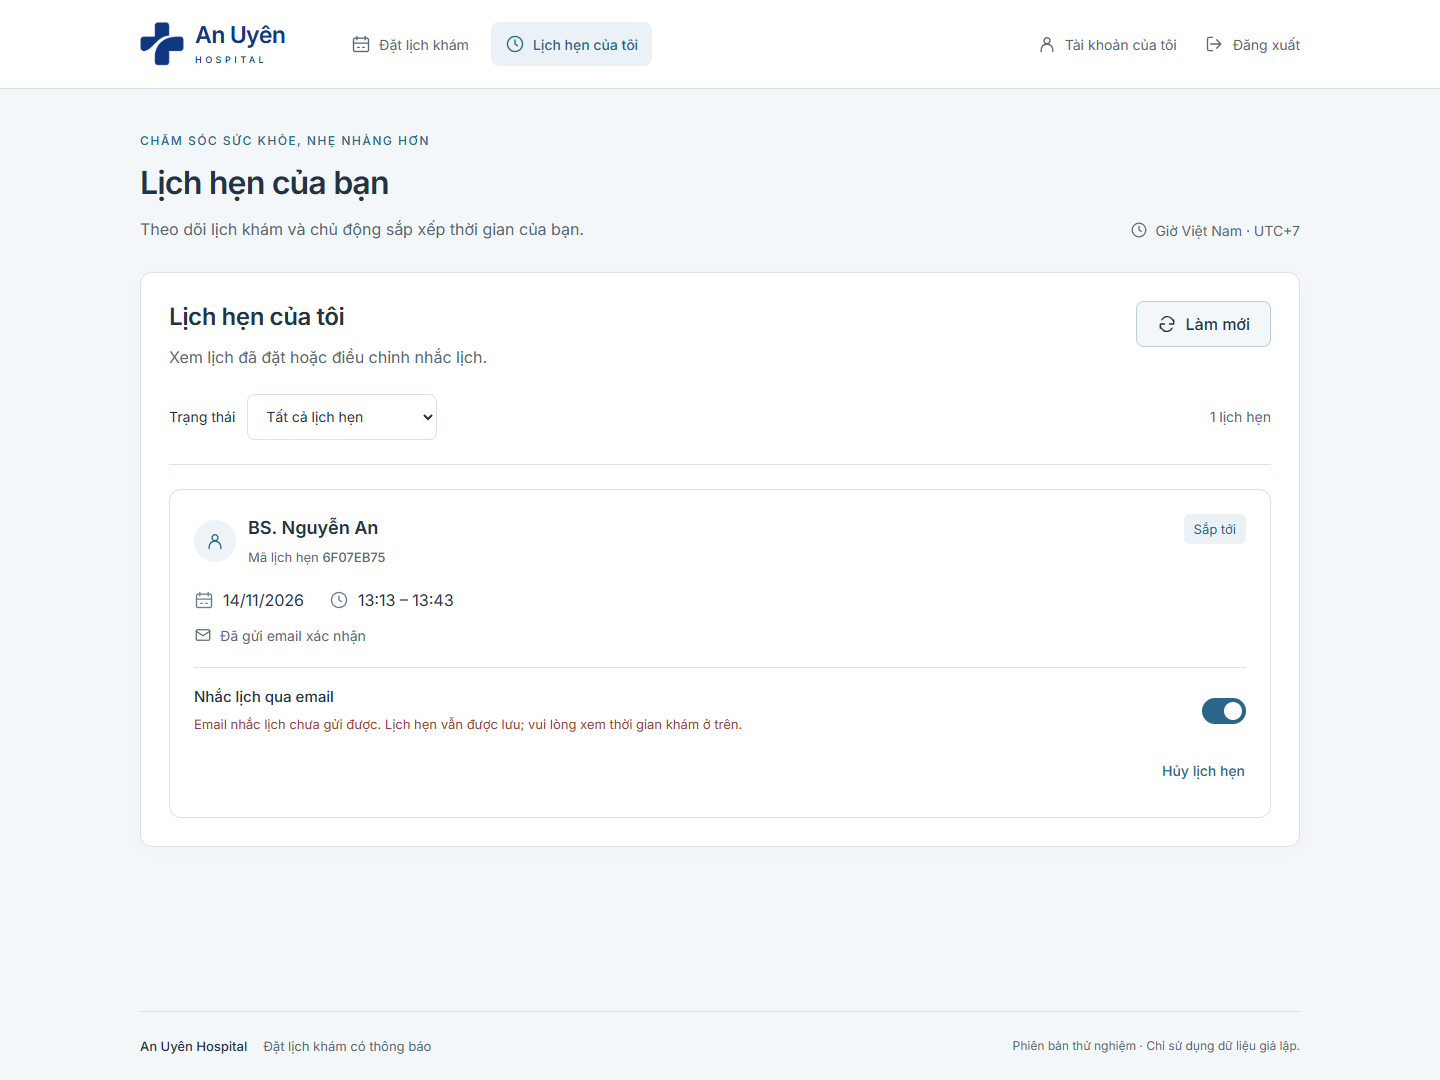 An Uyên
HOSPITAL
Đặt lịch khám
Lịch hẹn của tôi
Tài khoản của tôi
Đăng xuất
CHĂM SÓC SỨC KHỎE, NHẸ NHÀNG HƠN
Lịch hẹn của bạn
Theo dõi lịch khám và chủ động sắp xếp thời gian của bạn.
Giờ Việt Nam · UTC+7
Lịch hẹn của tôi
Làm mới
Xem lịch đã đặt hoặc điều chỉnh nhắc lịch.
Trạng thái
Tất cả lịch hẹn
1 lịch hẹn
BS. Nguyễn An
Sắp tới
Mã lịch hẹn 6F07EB75
14/11/2026
13:13 – 13:43
Đã gửi email xác nhận
Nhắc lịch qua email
Email nhắc lịch chưa gửi được. Lịch hẹn vẫn được lưu; vui lòng xem thời gian khám ở trên.
Hủy lịch hẹn
An Uyên Hospital
Đặt lịch khám có thông báo
Phiên bản thử nghiệm · Chỉ sử dụng dữ liệu giả lập.